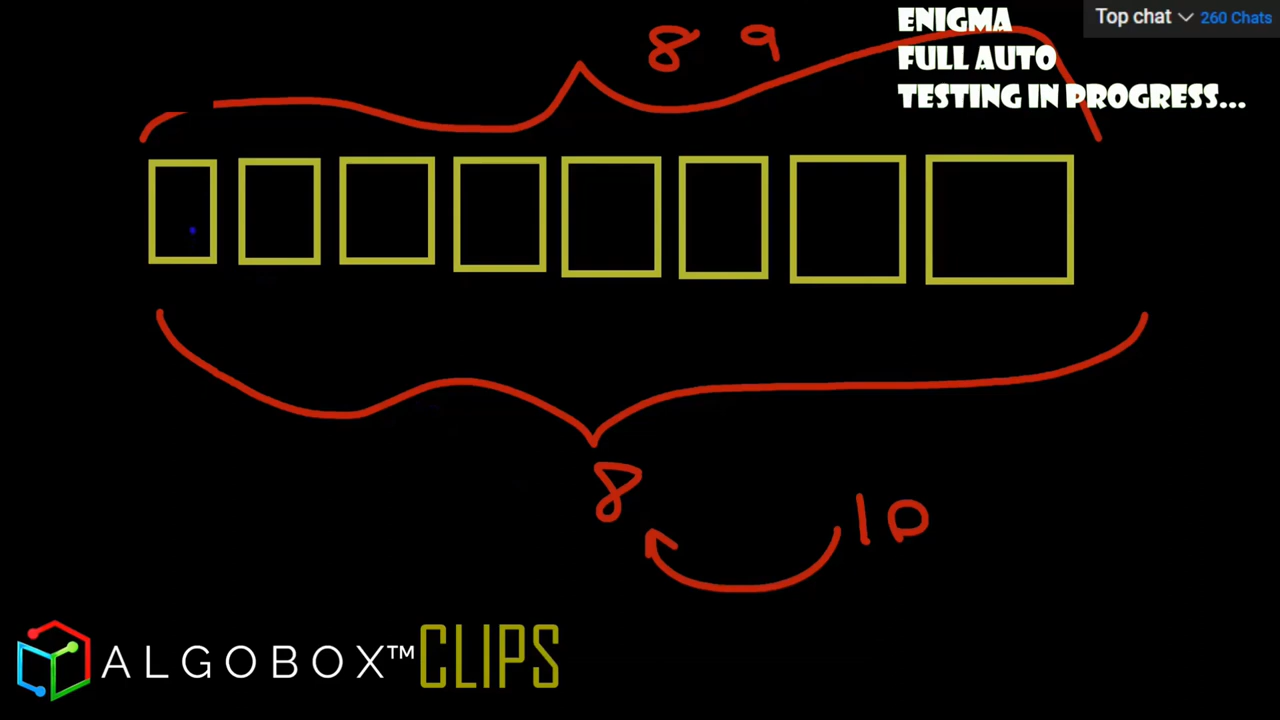 Top chat 260 Chats
ENIGMA
FULL AUTO
TESTING IN PROGRESS...
8 9
8
10
ALGOBOX™CLIPS